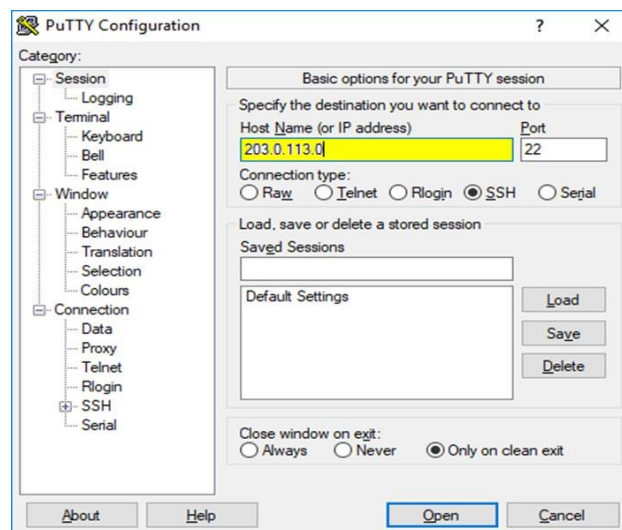 PuTTY Configuration
?
Category:
Session
Logging
Terminal
Keyboard
Bell
Features
Window
Appearance
Behaviour
Translation
Selection
Colours
Connection
Data
Proxy
Telnet
Rlogin
SSH
Serial
Basic options for your PuTTY session
Specify the destination you want to connect to
Host Name (or IP address) Port
203.0.113.0 22
Connection type:
Raw Telnet Rlogin SSH Serial
Load, save or delete a stored session
Saved Sessions
Default Settings
Load
Save
Delete
Close window on exit:
Always Never Only on clean exit
About Help Open Cancel